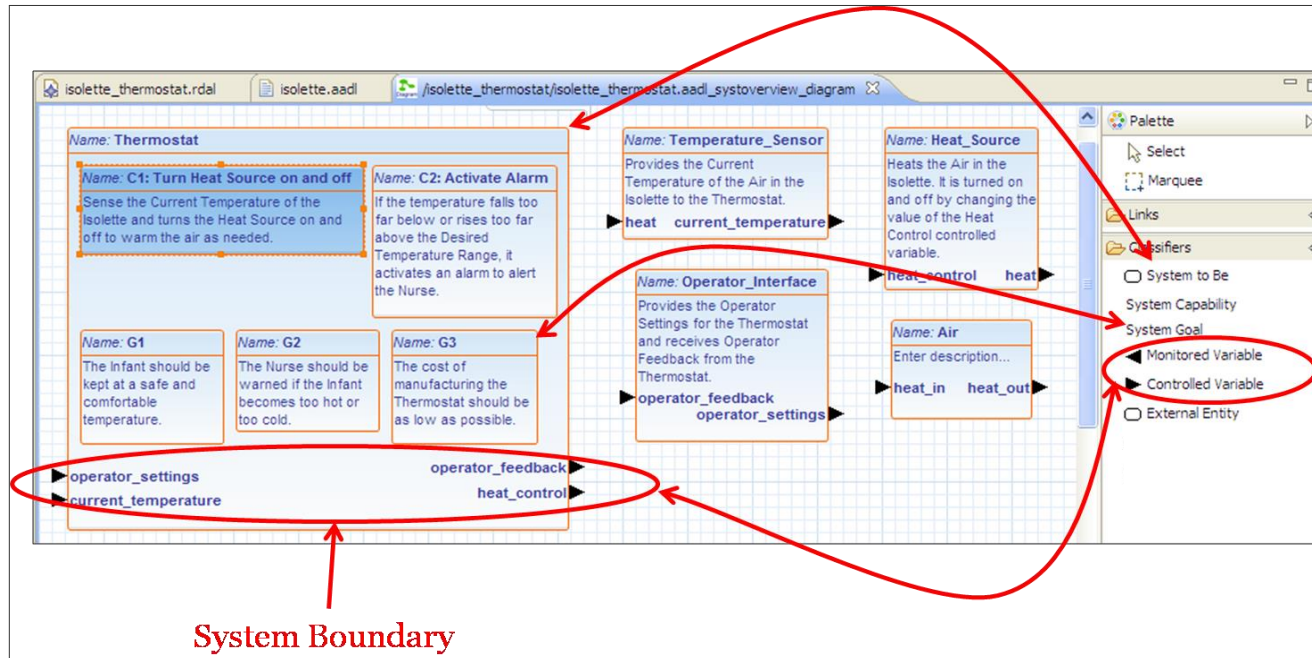 isolette_thermostat.rdal
isolette.aadl
/isolette_thermostat/isolette_thermostat.aadl_systoverview_diagram
Name: Thermostat
Name: C1: Turn Heat Source on and off
Sense the Current Temperature of the
Isolette and turns the Heat Source on and
off to warm the air as needed.
Name: C2: Activate Alarm
If the temperature falls too
far below or rises too far
above the Desired
Temperature Range, it
activates an alarm to alert
the Nurse.
Name: G1
The Infant should be
kept at a safe and
comfortable
temperature.
Name: G2
The Nurse should be
warned if the Infant
becomes too hot or
too cold.
Name: G3
The cost of
manufacturing the
Thermostat should be
as low as possible.
operator_settings
current_temperature
operator_feedback
heat_control
Name: Temperature_Sensor
Provides the Current
Temperature of the Air in the
Isolette to the Thermostat.
heat current_temperature
Name: Operator_Interface
Provides the Operator
Settings for the Thermostat
and receives Operator
Feedback from the
Thermostat.
operator_feedback
operator_settings
Name: Heat_Source
Heats the Air in the
Isolette. It is turned on
and off by changing the
value of the Heat
Control controlled
variable.
heat_control heat
Name: Air
Enter description...
heat_in heat_out
Palette
Select
Marquee
Links
Classifiers
System to Be
System Capability
System Goal
Monitored Variable
Controlled Variable
External Entity
System Boundary